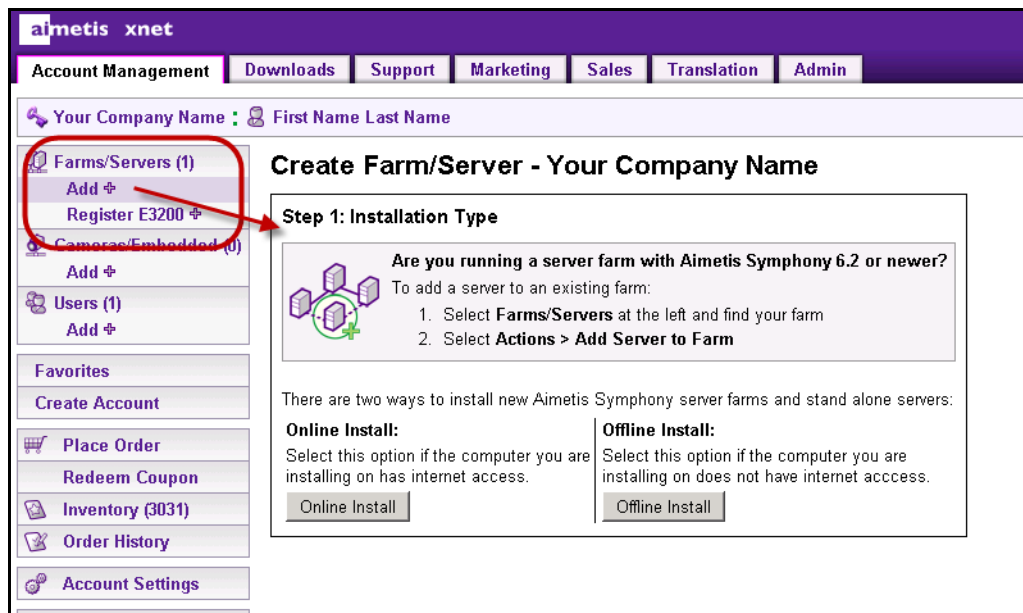 aimetis xnet
Account Management Downloads Support Marketing Sales Translation Admin
Your Company Name : First Name Last Name
Farms/Servers (1)
Add
Register E3200
Cameras/Embedded (0)
Add
Users (1)
Add
Favorites
Create Account
Place Order
Redeem Coupon
Inventory (3031)
Order History
Account Settings
Create Farm/Server - Your Company Name
Step 1: Installation Type
Are you running a server farm with Aimetis Symphony 6.2 or newer?
To add a server to an existing farm:
1. Select Farms/Servers at the left and find your farm
2. Select Actions > Add Server to Farm
There are two ways to install new Aimetis Symphony server farms and stand alone servers:
Online Install:
Select this option if the computer you are
installing on has internet access.
Online Install
Offline Install:
Select this option if the computer you are
installing on does not have internet acccess.
Offline Install